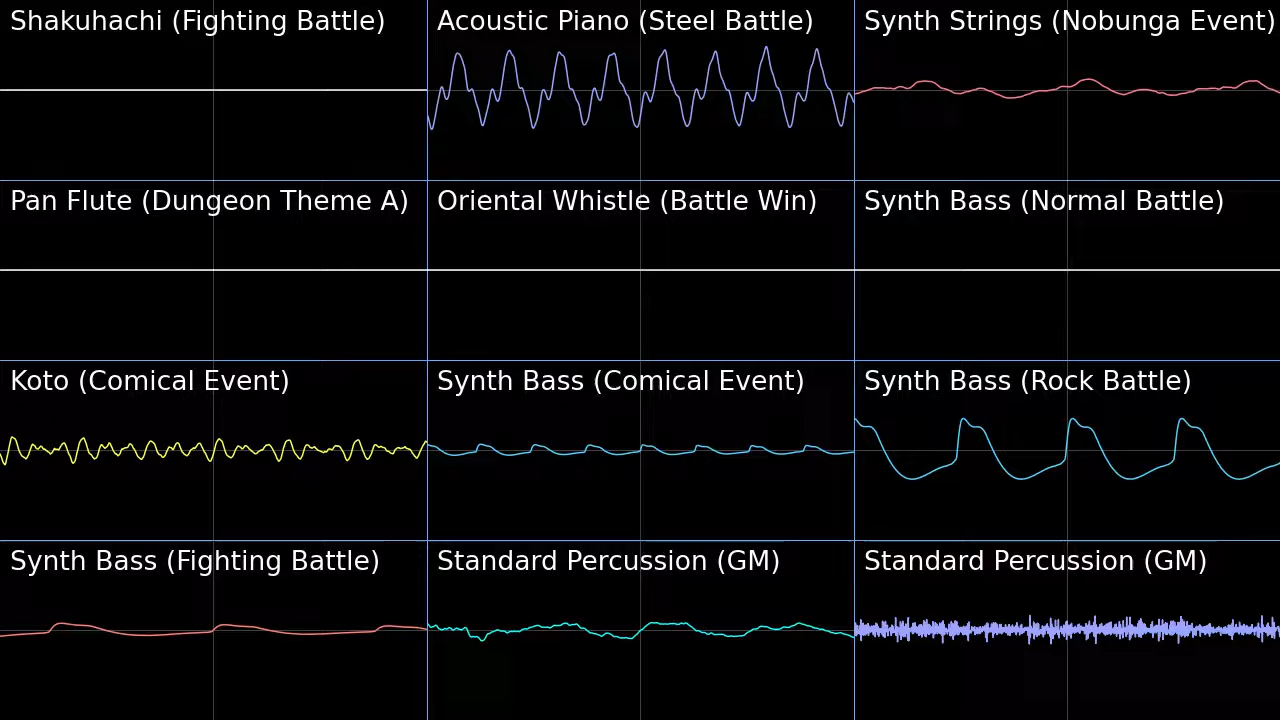 Shakuhachi (Fighting Battle)
Acoustic Piano (Steel Battle)
Synth Strings (Nobunga Event)
Pan Flute (Dungeon Theme A)
Oriental Whistle (Battle Win)
Synth Bass (Normal Battle)
Koto (Comical Event)
Synth Bass (Comical Event)
Synth Bass (Rock Battle)
Synth Bass (Fighting Battle)
Standard Percussion (GM)
Standard Percussion (GM)